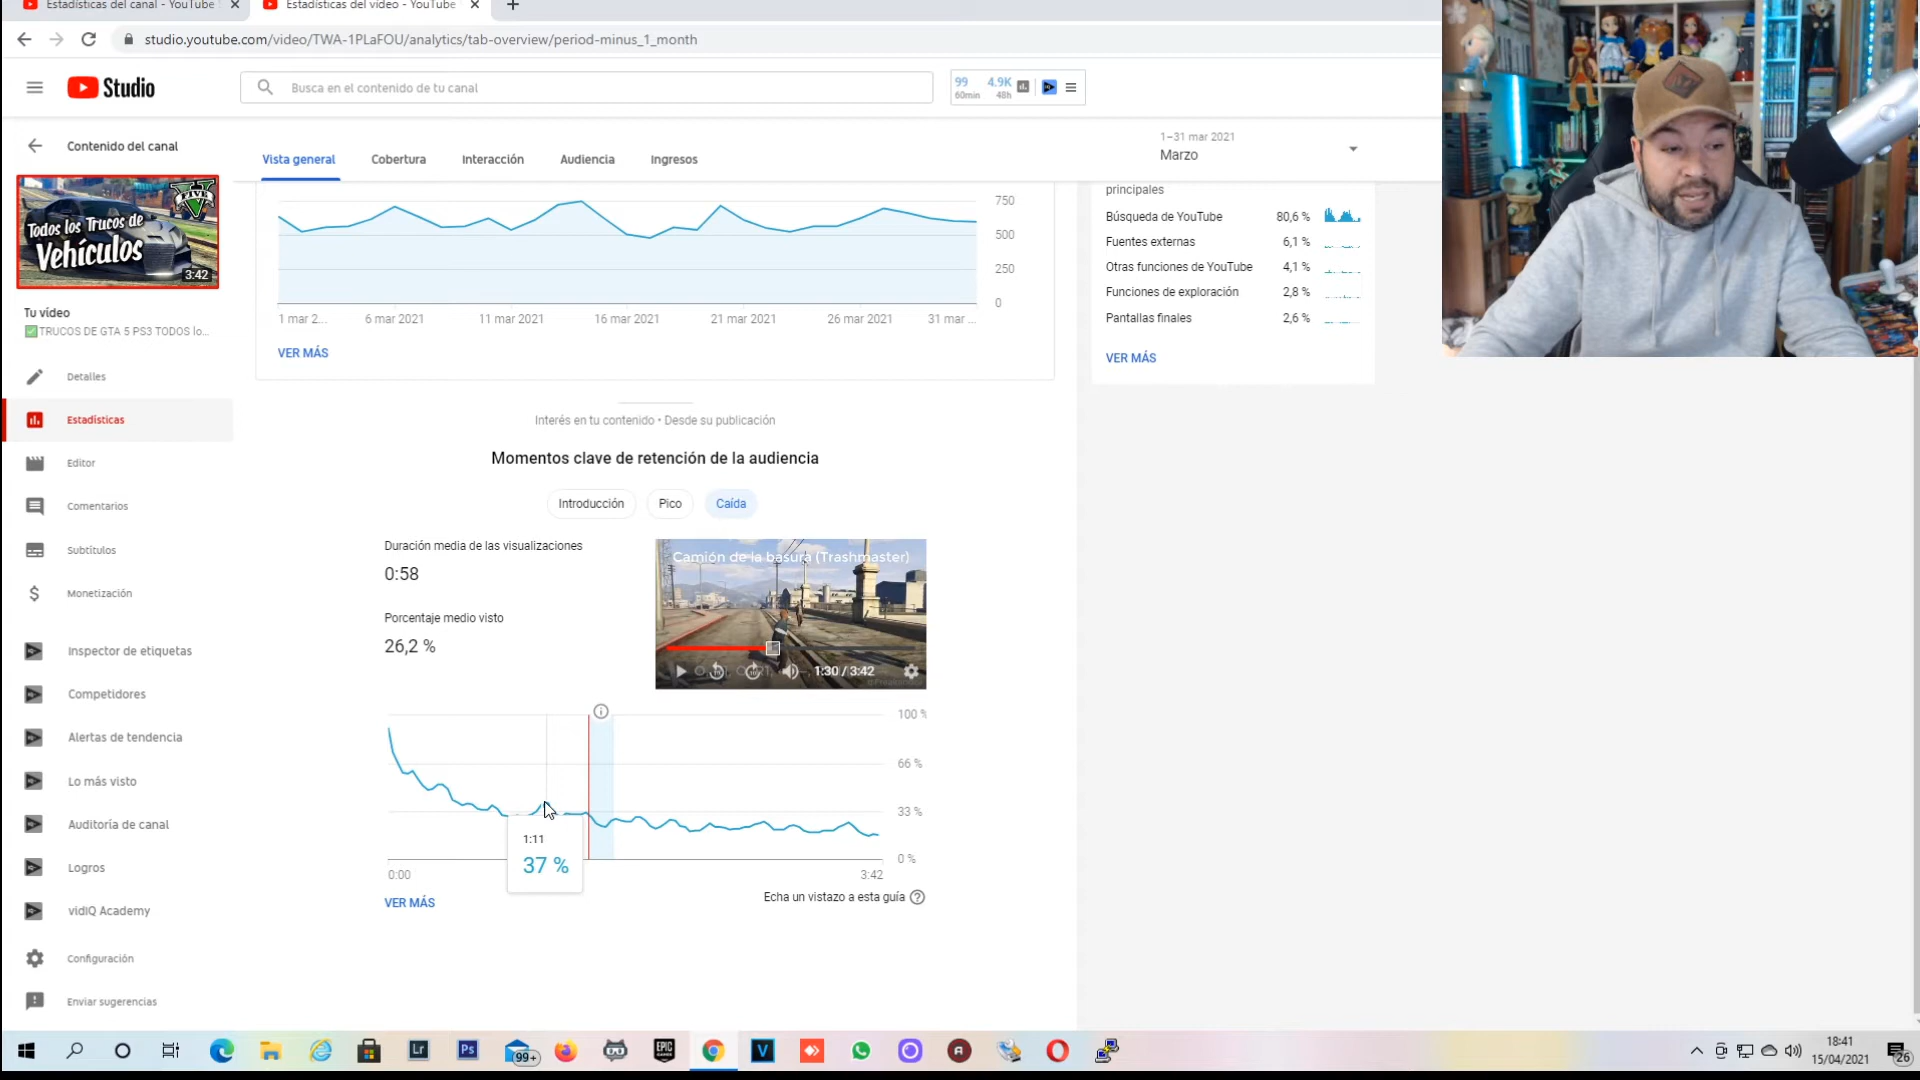 Estadísticas del canal - YouTube
Estadísticas del vídeo - YouTube
studio.youtube.com/video/TWA-1PLaFOU/analytics/tab-overview/period-minus_1_month
Studio
Busca en el contenido de tu canal
99
60min
4.9K
48h
Contenido del canal
Vista general
Cobertura
Interacción
Audiencia
Ingresos
1–31 mar 2021
Marzo
FIVE
Todos los Trucos de
Vehículos
3:42
Tu vídeo
TRUCOS DE GTA 5 PS3 TODOS lo...
Detalles
Estadísticas
Editor
Comentarios
Subtítulos
Monetización
Inspector de etiquetas
Competidores
Alertas de tendencia
Lo más visto
Auditoría de canal
Logros
vidIQ Academy
Configuración
Enviar sugerencias
750
500
250
0
1 mar 2...
6 mar 2021
11 mar 2021
16 mar 2021
21 mar 2021
26 mar 2021
31 mar ...
VER MÁS
principales
Búsqueda de YouTube 80,6 %
Fuentes externas 6,1 %
Otras funciones de YouTube 4,1 %
Funciones de exploración 2,8 %
Pantallas finales 2,6 %
VER MÁS
Interés en tu contenido • Desde su publicación
Momentos clave de retención de la audiencia
Introducción
Pico
Caída
Duración media de las visualizaciones
0:58
Porcentaje medio visto
26,2 %
Camión de la basura (Trashmaster)
1:30 / 3:42
100 %
66 %
33 %
0 %
1:11
37 %
0:00
3:42
VER MÁS
Echa un vistazo a esta guía
Lr
Ps
99+
EPIC
GAMES
V
18:41
15/04/2021
26